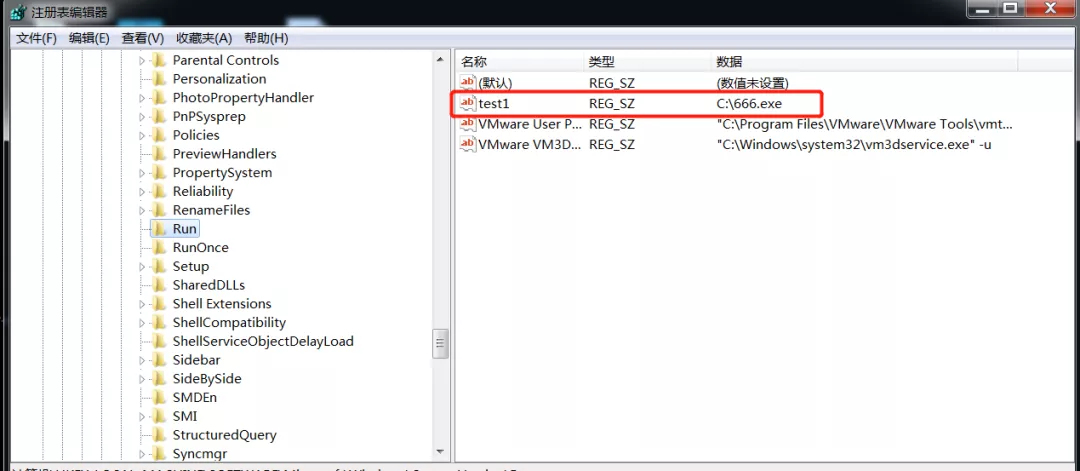 注册表编辑器
文件(F) 编辑(E) 查看(V) 收藏夹(A) 帮助(H)
Parental Controls
Personalization
PhotoPropertyHandler
PnPSysprep
Policies
PreviewHandlers
PropertySystem
Reliability
RenameFiles
Run
RunOnce
Setup
SharedDLLs
Shell Extensions
ShellCompatibility
ShellServiceObjectDelayLoad
Sidebar
SideBySide
SMDEn
SMI
StructuredQuery
Syncmgr
名称 类型 数据
(默认) REG_SZ (数值未设置)
test1 REG_SZ C:\666.exe
VMware User P... REG_SZ "C:\Program Files\VMware\VMware Tools\vmt...
VMware VM3D... REG_SZ "C:\Windows\system32\vm3dservice.exe" -u